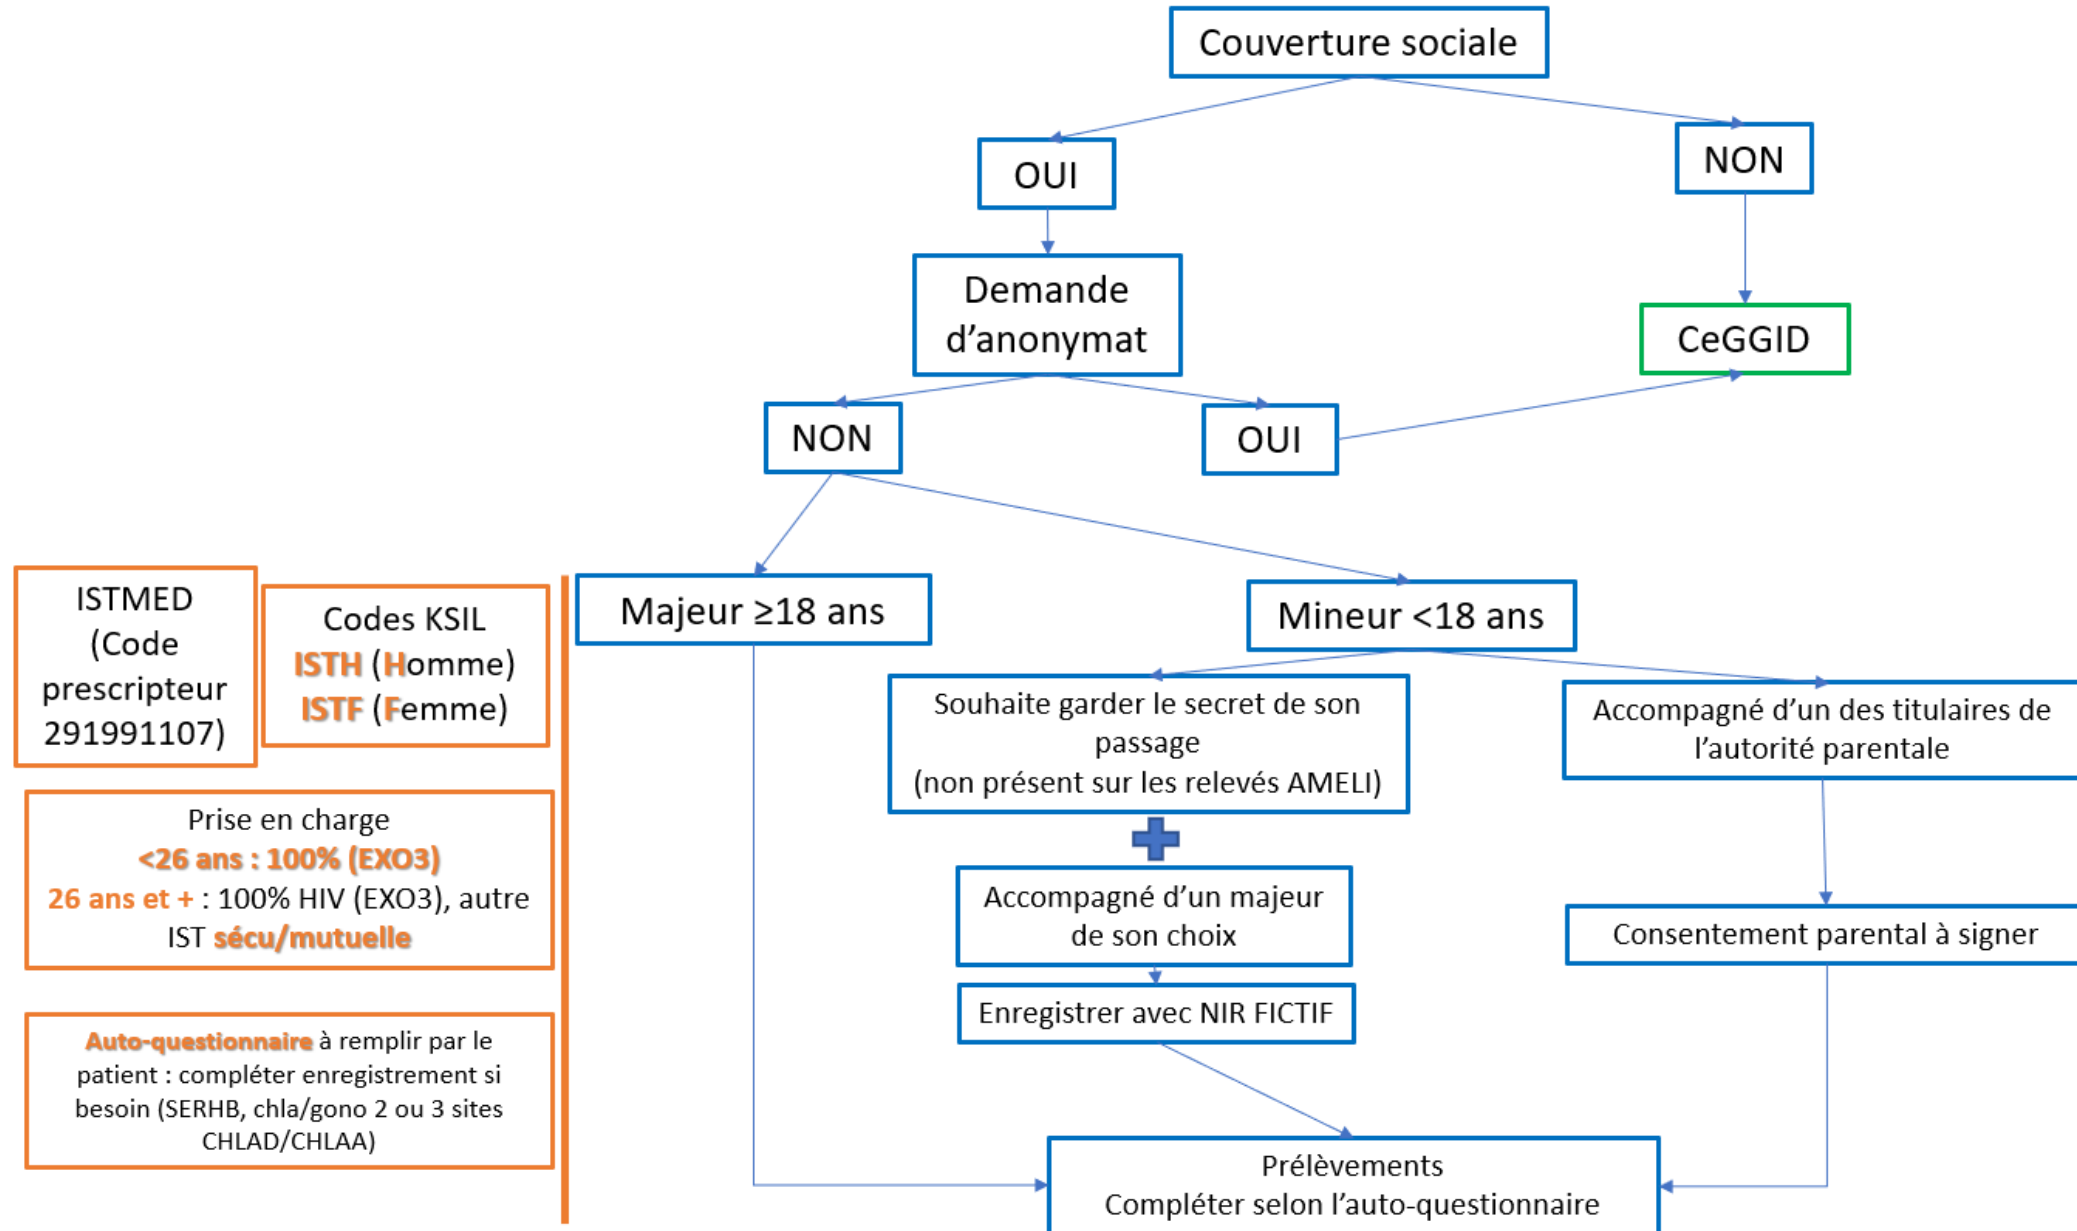 Couverture sociale
OUI
NON
Demande
d'anonymat
CeGGID
NON
OUI
ISTMED
(Code
prescripteur
291991107)
Codes KSIL
ISTH (Homme)
ISTF (Femme)
Majeur ≥18 ans
Mineur <18 ans
Souhaite garder le secret de son
passage
(non présent sur les relevés AMELI)
Accompagné d'un des titulaires de
l'autorité parentale
Prise en charge
<26 ans : 100% (EXO3)
26 ans et + : 100% HIV (EXO3), autre
IST sécu/mutuelle
Accompagné d'un majeur
de son choix
Consentement parental à signer
Enregistrer avec NIR FICTIF
Auto-questionnaire à remplir par le
patient : compléter enregistrement si
besoin (SERHB, chla/gono 2 ou 3 sites
CHLAD/CHLAA)
Prélèvements
Compléter selon l'auto-questionnaire